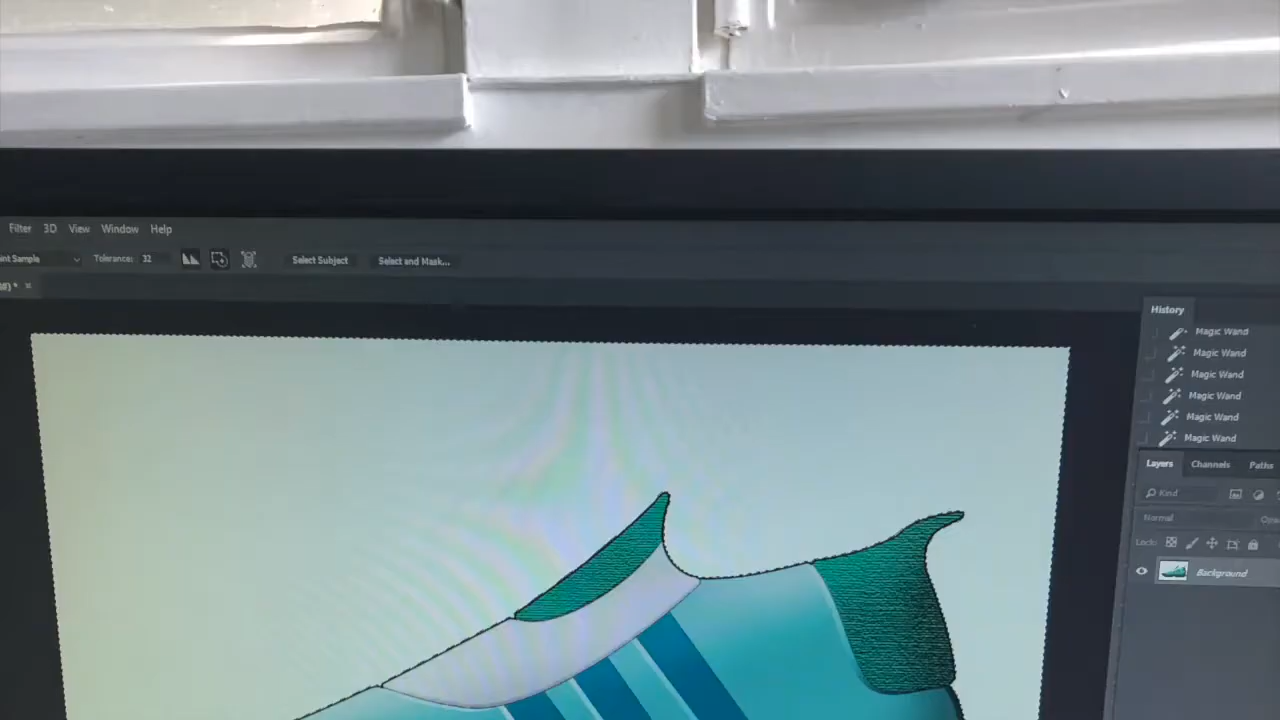 Filter 3D View Window Help
int Sample Tolerance: 32 Select Subject Select and Mask...
History
Magic Wand
Magic Wand
Magic Wand
Magic Wand
Magic Wand
Magic Wand
Layers Channels Paths
Kind
Normal Opa
Lock:
Background